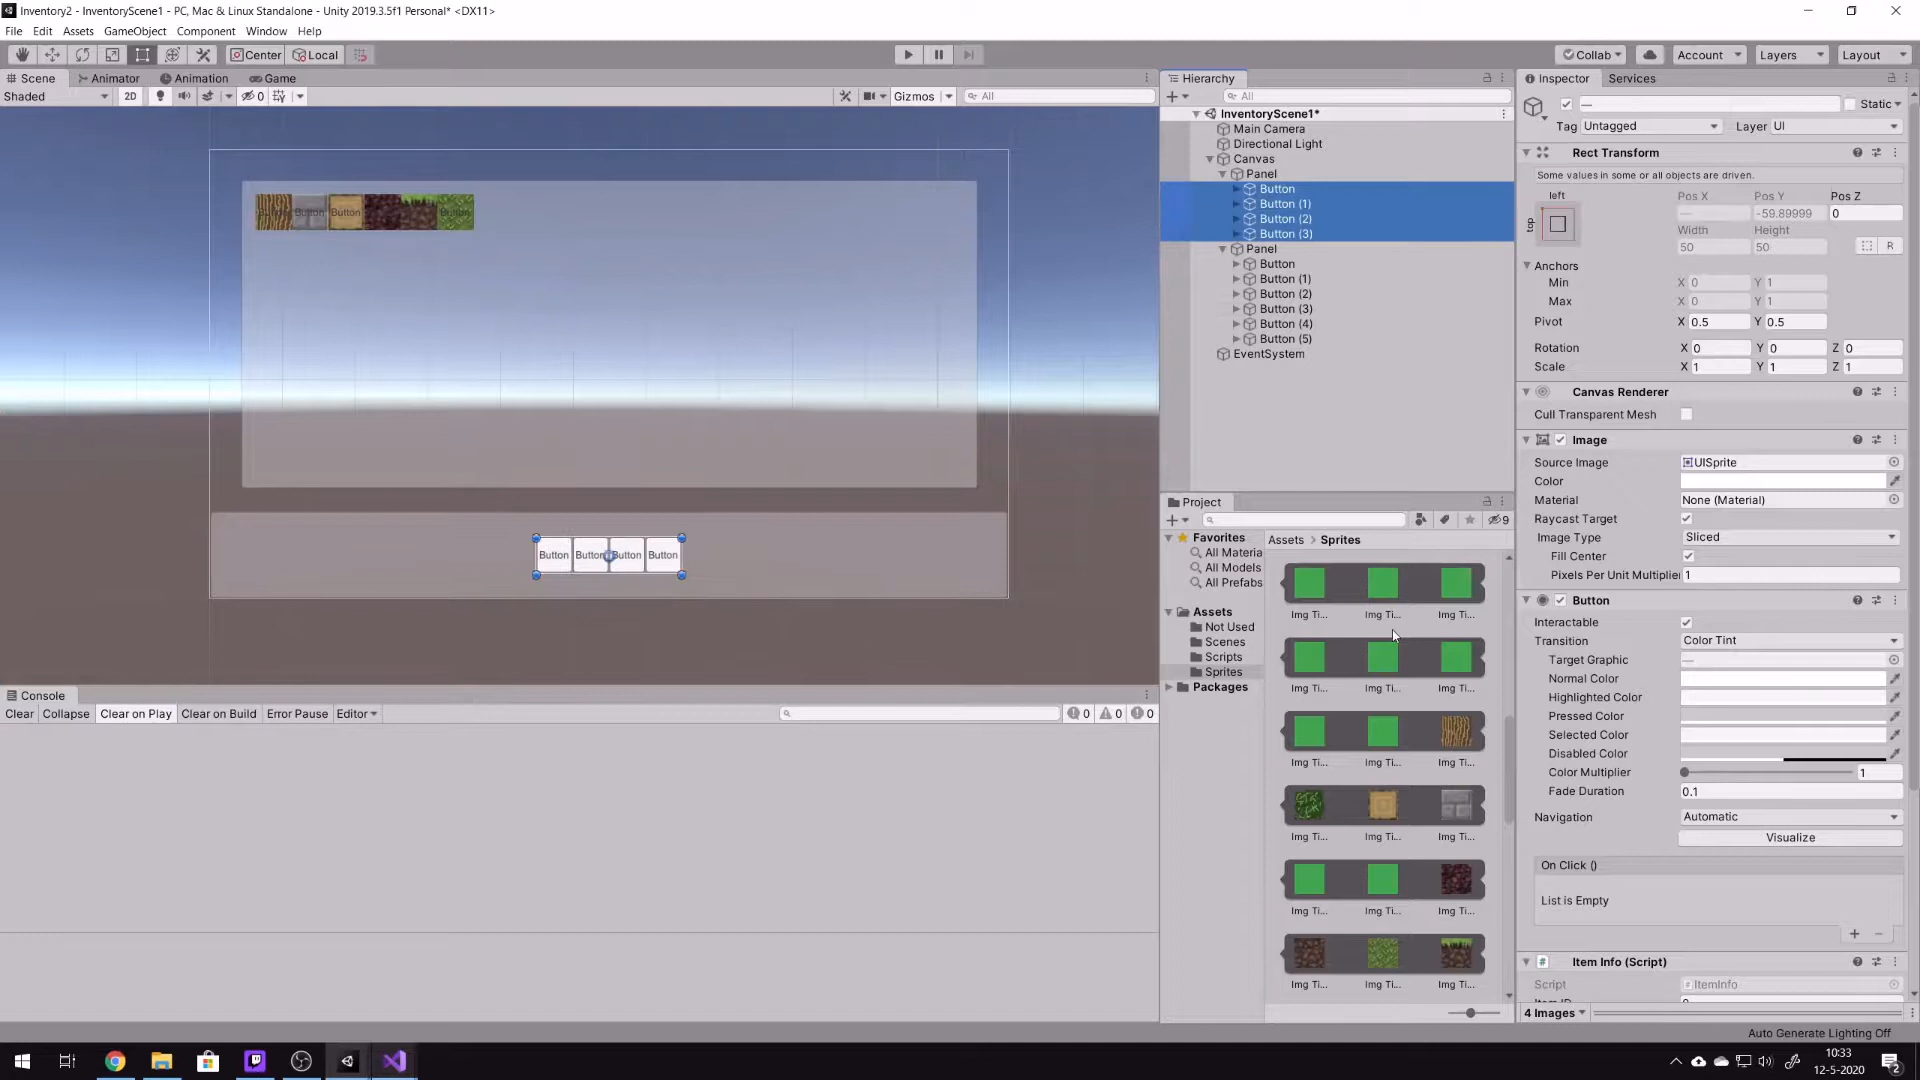 Inventory2 - InventoryScene1 - PC, Mac & Linux Standalone - Unity 2019.3.5f1 Personal* <DX11>
File Edit Assets GameObject Component Window Help
Center Local
Collab Account Layers Layout
Scene Animator Animation Game
Shaded 2D 0 Gizmos All
Button Button Button
Button Button Button Button
Console
Clear Collapse Clear on Play Clear on Build Error Pause Editor 0 0 0
Hierarchy
All
InventoryScene1*
Main Camera
Directional Light
Canvas
Panel
Button
Button (1)
Button (2)
Button (3)
Panel
Button
Button (1)
Button (2)
Button (3)
Button (4)
Button (5)
EventSystem
Project
9
Favorites
All Materia
All Models
All Prefabs
Assets
Not Used
Scenes
Scripts
Sprites
Packages
Assets > Sprites
Img Ti... Img Ti... Img Ti...
Img Ti... Img Ti... Img Ti...
Img Ti... Img Ti... Img Ti...
Img Ti... Img Ti... Img Ti...
Img Ti... Img Ti... Img Ti...
Img Ti... Img Ti... Img Ti...
Inspector Services
— Static
Tag Untagged Layer UI
Rect Transform
Some values in some or all objects are driven.
left Pos X Pos Y Pos Z
top — -59.89999 0
Width Height
50 50 R
Anchors
Min X 0 Y 1
Max X 0 Y 1
Pivot X 0.5 Y 0.5
Rotation X 0 Y 0 Z 0
Scale X 1 Y 1 Z 1
Canvas Renderer
Cull Transparent Mesh
Image
Source Image UISprite
Color
Material None (Material)
Raycast Target
Image Type Sliced
Fill Center
Pixels Per Unit Multiplier 1
Button
Interactable
Transition Color Tint
Target Graphic —
Normal Color
Highlighted Color
Pressed Color
Selected Color
Disabled Color
Color Multiplier 1
Fade Duration 0.1
Navigation Automatic
Visualize
On Click ()
List is Empty
Item Info (Script)
Script ItemInfo
4 Images
Auto Generate Lighting Off
10:33
12-5-2020
2